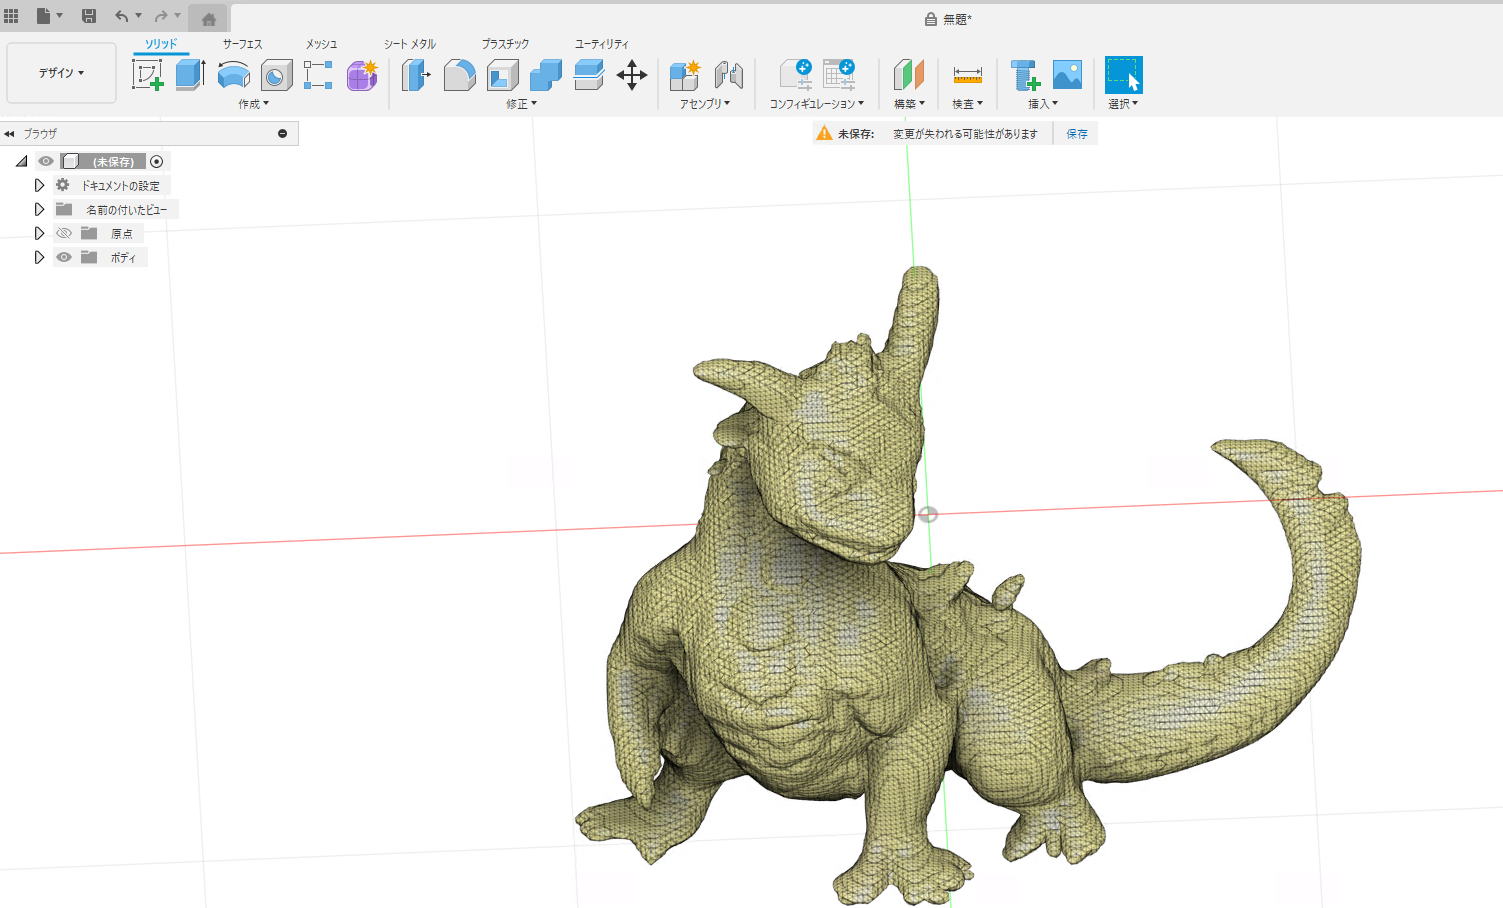 無題*
ソリッド サーフェス メッシュ シート メタル プラスチック ユーティリティ
デザイン
作成 修正 アセンブリ コンフィギュレーション 構築 検査 挿入 選択
ブラウザ
未保存: 変更が失われる可能性があります 保存
(未保存)
ドキュメントの設定
名前の付いたビュー
原点
ボディ